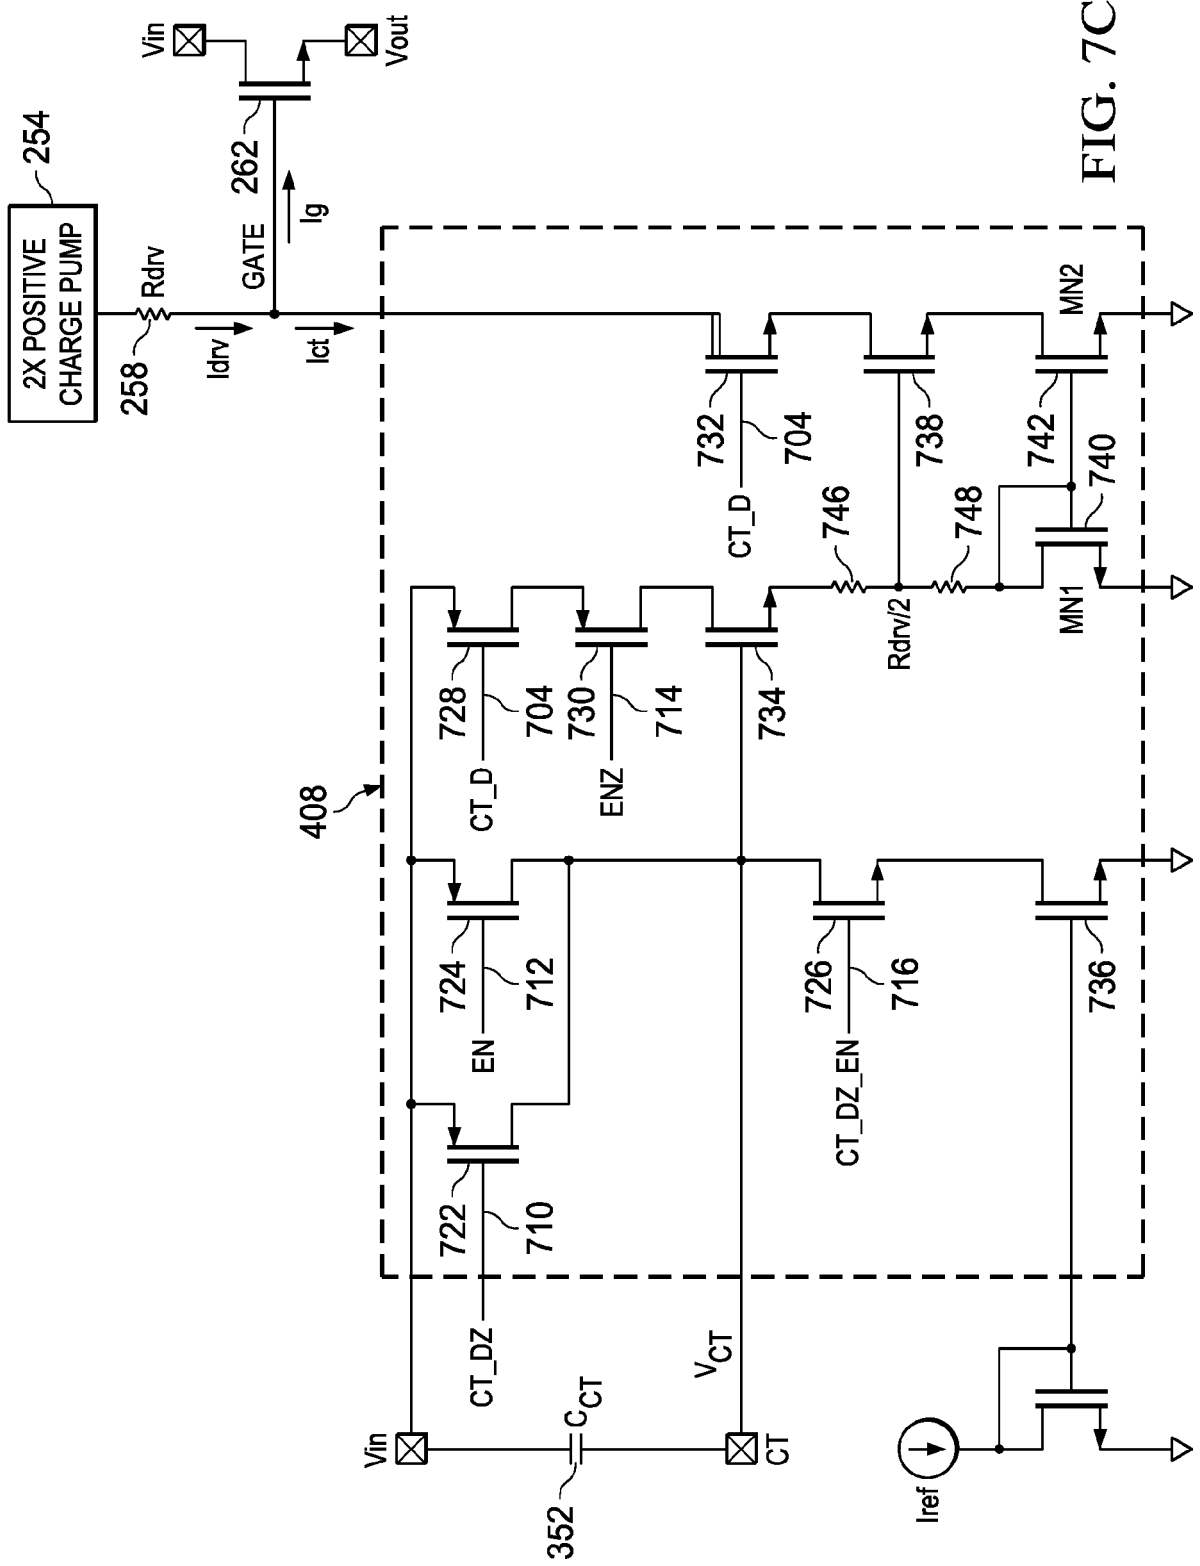 2X POSITIVE
CHARGE PUMP
254
Rdrv
258
Idrv
Ict
GATE
Ig
262
Vin
Vout
408
Vin
CCT
352
CT
VCT
CT_DZ
710
722
EN
712
724
CT_D
704
728
ENZ
714
730
734
CT_D
704
732
746
Rdrv/2
748
738
CT_DZ_EN
716
726
736
MN1
740
742
MN2
Iref
FIG. 7C